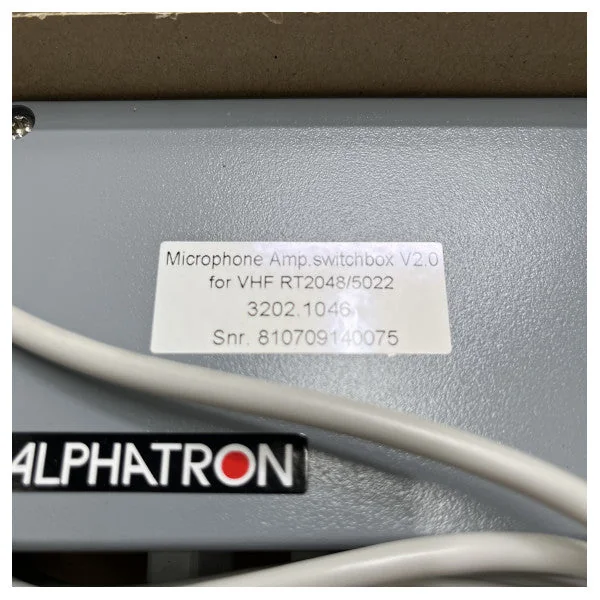 Microphone Amp.switchbox V2.0
for VHF RT2048/5022
3202.1046
Snr. 810709140075
ALPHATRON